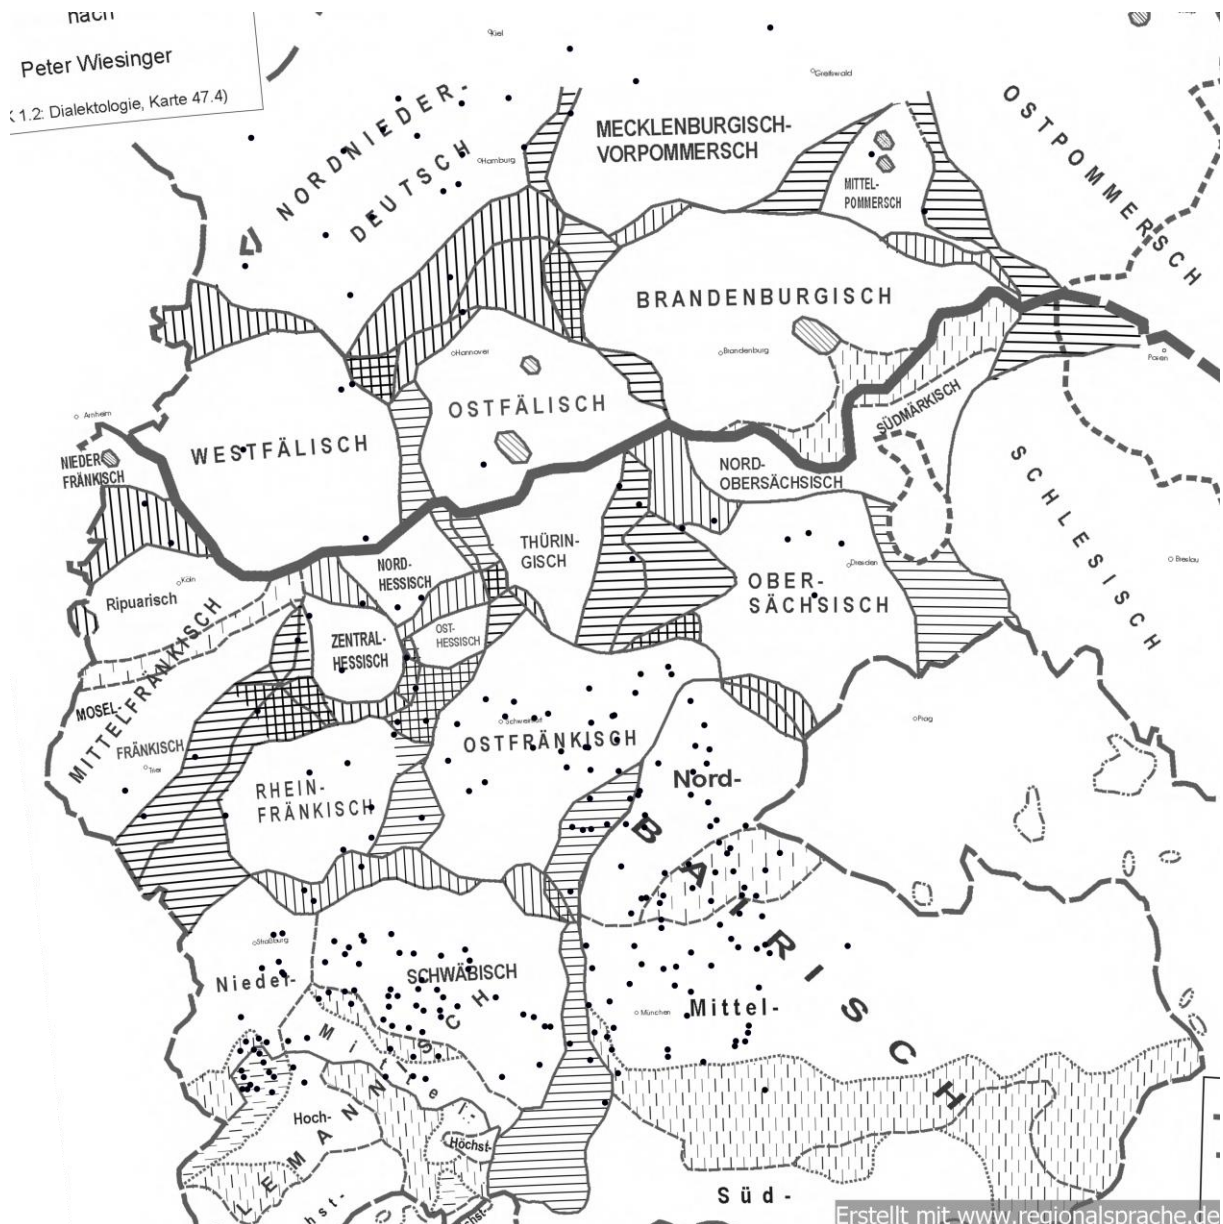 nach
Peter Wiesinger
K 1.2: Dialektologie, Karte 47.4)
Kiel
Greifswald
NORDNIEDER-
DEUTSCH
Hamburg
MECKLENBURGISCH-
VORPOMMERSCH
MITTEL-
POMMERSCH
OSTPOMMERSCH
BRANDENBURGISCH
Brandenburg
Hannover
Posen
Arnheim
OSTFÄLISCH
SÜDMÄRKISCH
WESTFÄLISCH
NIEDER-
FRÄNKISCH
NORD-
OBERSÄCHSISCH
SCHLESISCH
THÜRIN-
GISCH
NORD-
HESSISCH
Dresden
Breslau
Köln
Ripuarisch
OBER-
SÄCHSISCH
ZENTRAL-
HESSISCH
OST-
HESSISCH
MITTELFRÄNKISCH
MOSEL-
FRÄNKISCH
Trier
Schweinfurt
OSTFRÄNKISCH
Prag
RHEIN-
FRÄNKISCH
Nord-
BAIRISCH
Straßburg
Nieder-
SCHWÄBISCH
München
Mittel-
Mittel-
Hoch-
Höchst-
LEMANNISCH
chst-
chst-
Süd-
Erstellt mit www.regionalsprache.de